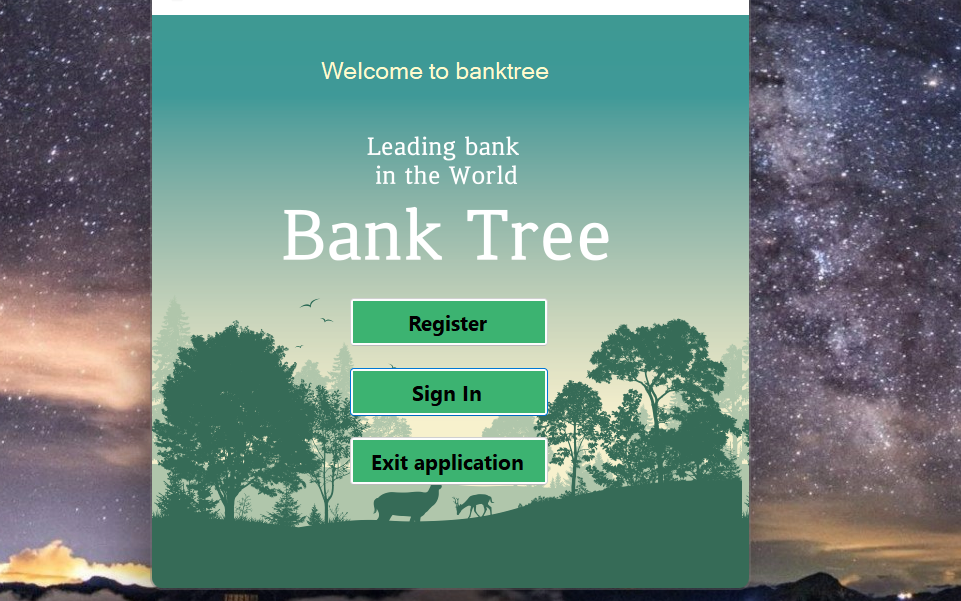 Welcome to banktree
Leading bank
in the World
Bank Tree
Register
Sign In
Exit application